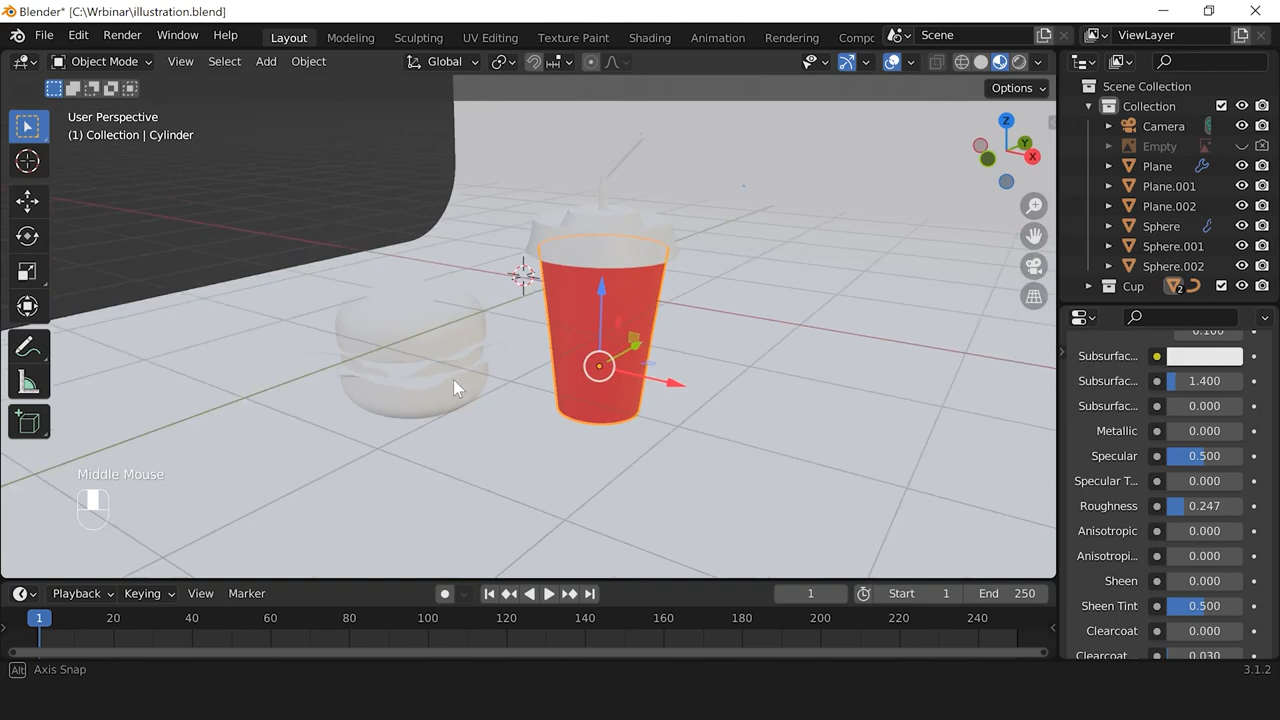 Blender* [C:\Wrbinar\illustration.blend]
File Edit Render Window Help Layout Modeling Sculpting UV Editing Texture Paint Shading Animation Rendering Compc Scene ViewLayer
Object Mode View Select Add Object Global
Options
User Perspective
(1) Collection | Cylinder
Z
Y
X
Middle Mouse
Scene Collection
Collection
Camera
Empty
Plane
Plane.001
Plane.002
Sphere
Sphere.001
Sphere.002
Cup 2
0.100
Subsurfac...
Subsurfac... 1.400
Subsurfac... 0.000
Metallic 0.000
Specular 0.500
Specular T... 0.000
Roughness 0.247
Anisotropic 0.000
Anisotropi... 0.000
Sheen 0.000
Sheen Tint 0.500
Clearcoat 0.000
Clearcoat... 0.030
Playback Keying View Marker 1 Start 1 End 250
1 20 40 60 80 100 120 140 160 180 200 220 240
Alt Axis Snap 3.1.2